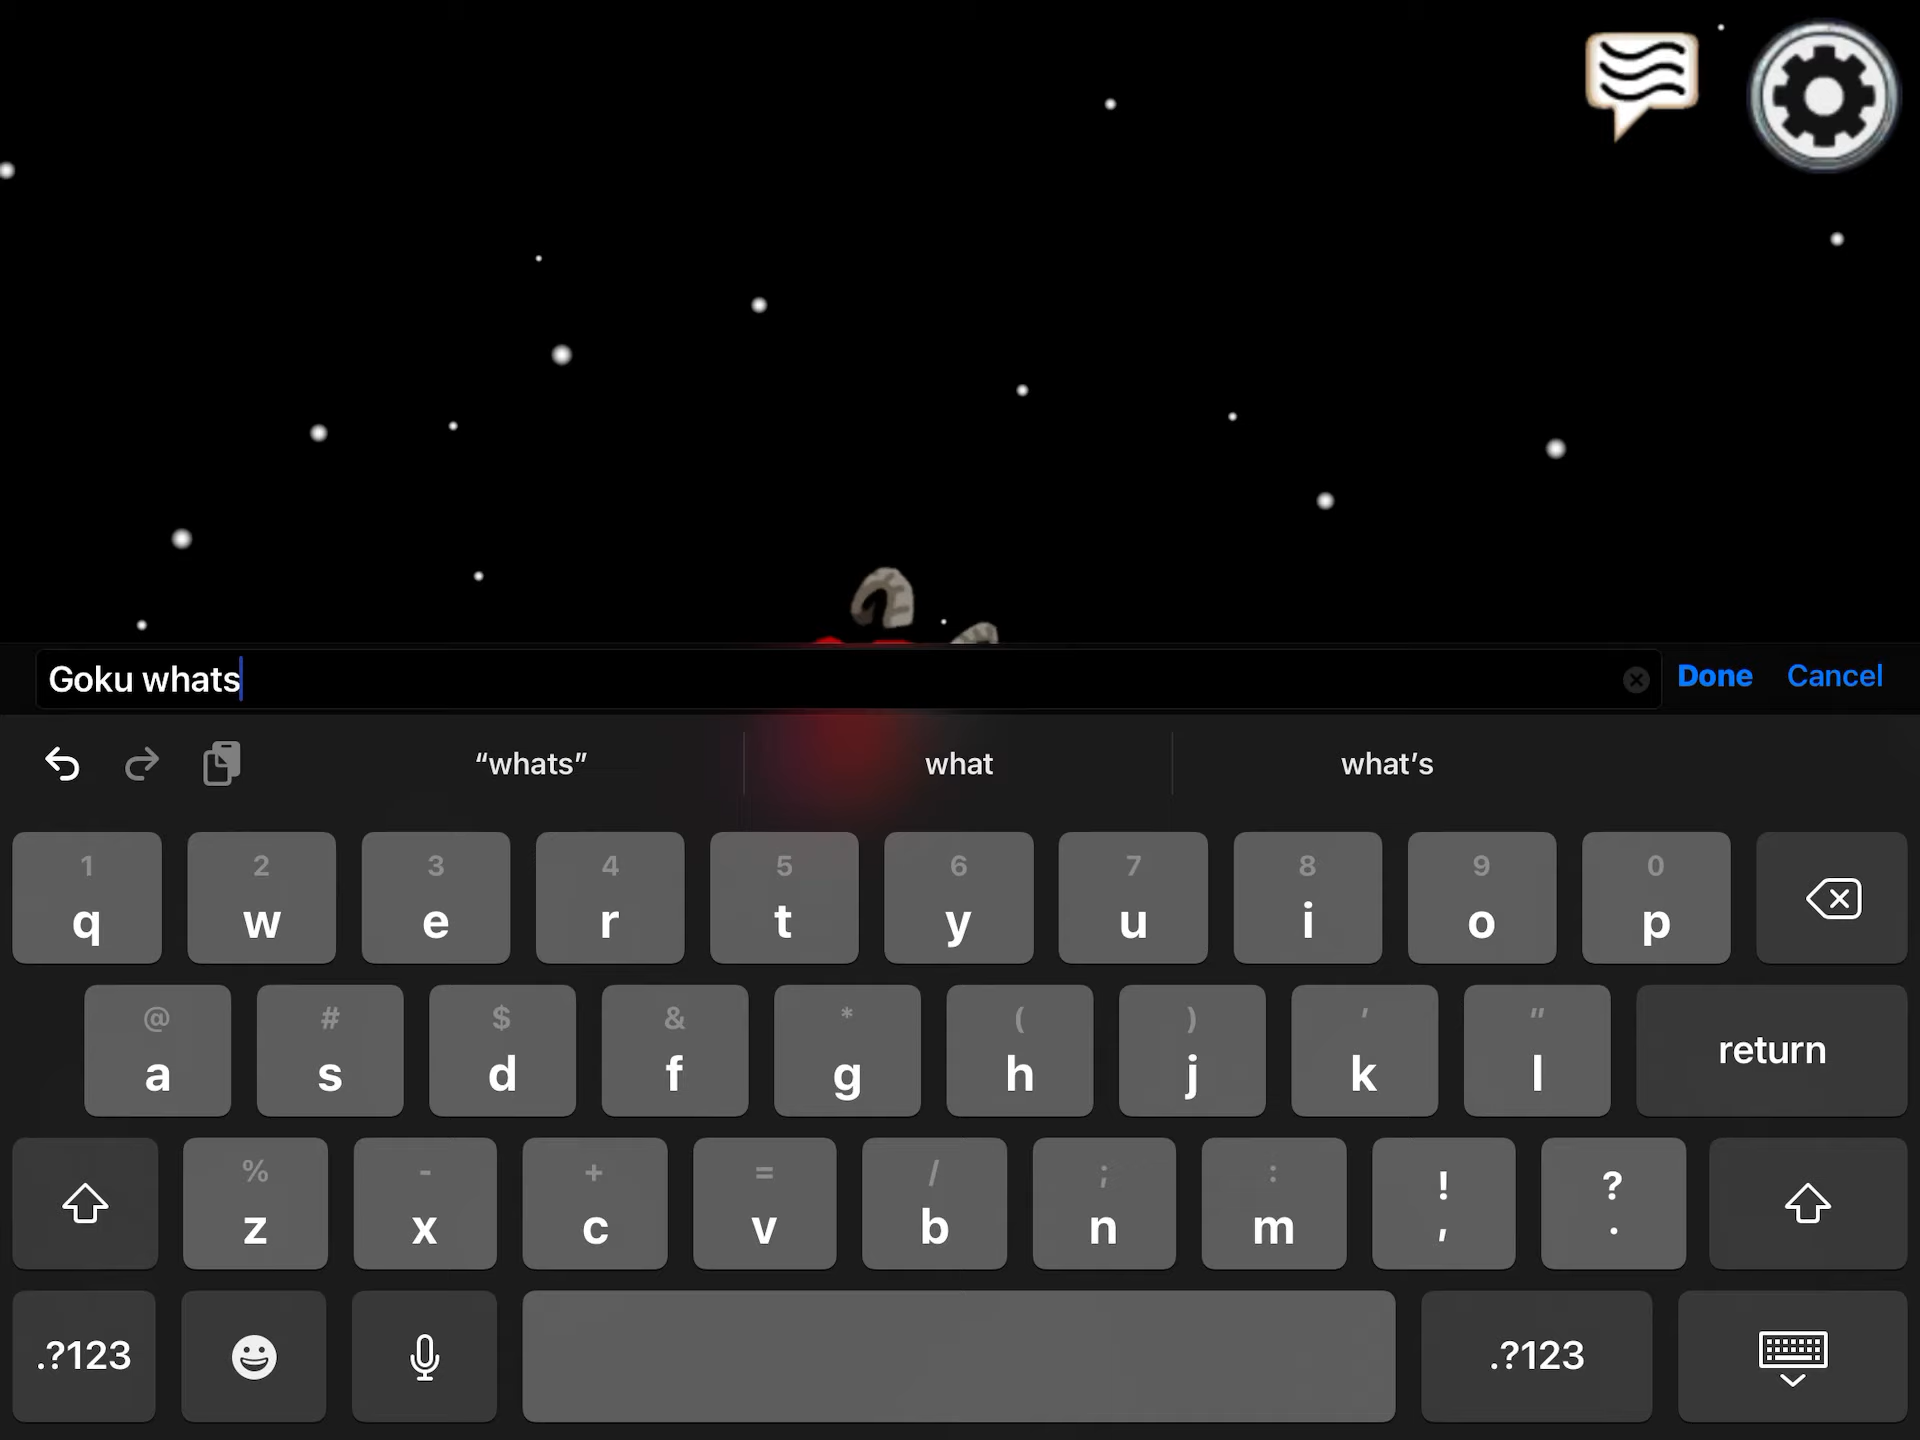 Goku whats
Done
Cancel
“whats”
what
what’s
1 2 3 4 5 6 7 8 9 0
q w e r t y u i o p
@ # $ & * ( ) ' "
a s d f g h j k l return
% - + = / ; : ! ?
z x c v b n m , .
.?123 .?123